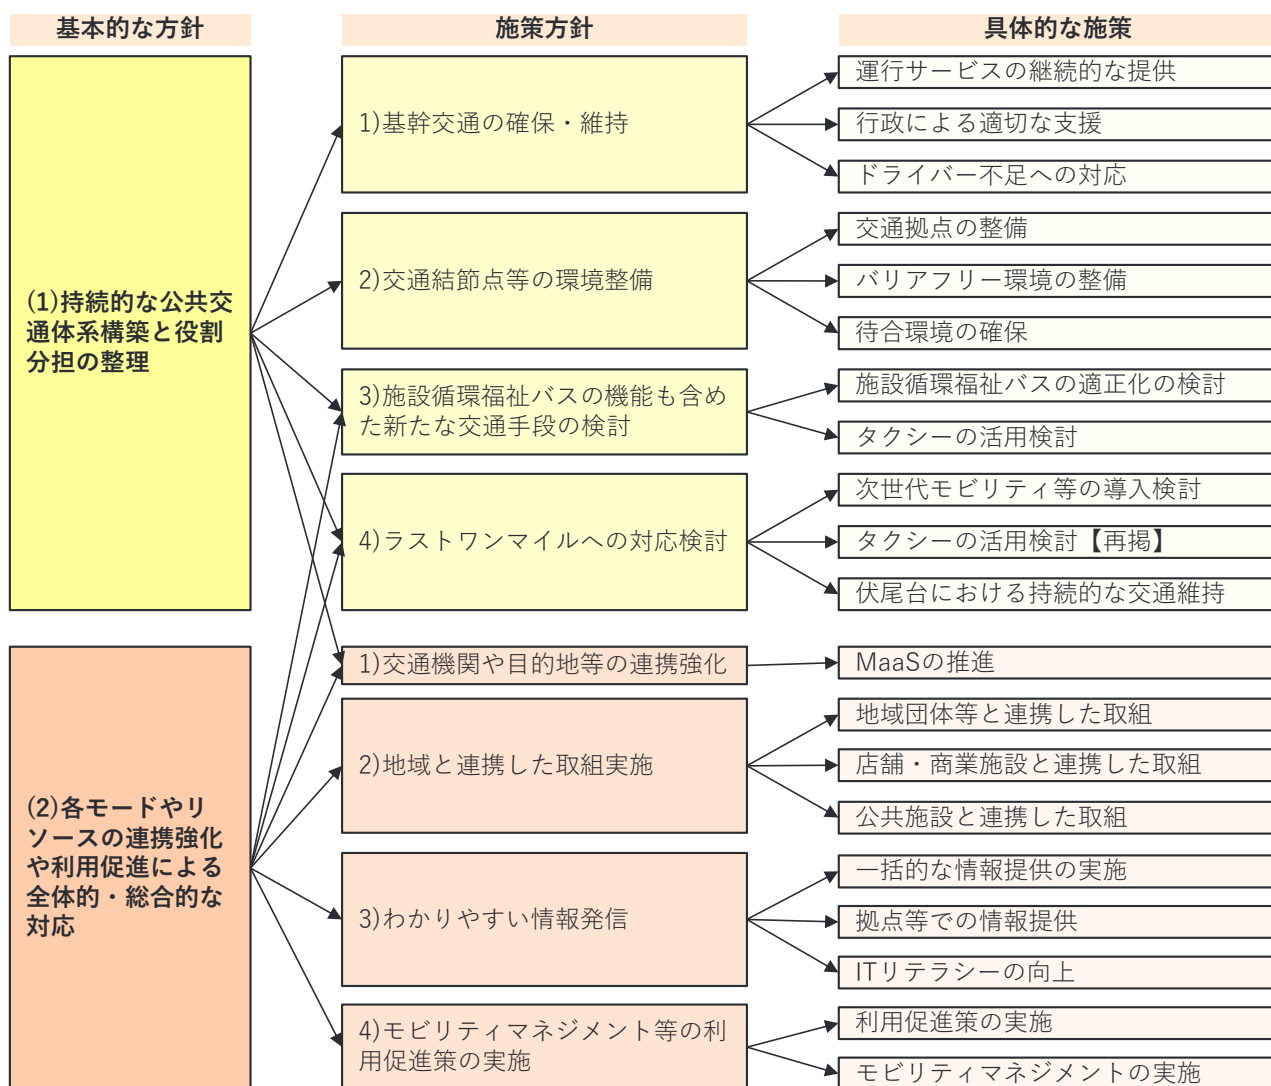 基本的な方針
施策方針
具体的な施策
(1)持続的な公共交
通体系構築と役割
分担の整理
1)基幹交通の確保・維持
運行サービスの継続的な提供
行政による適切な支援
ドライバー不足への対応
2)交通結節点等の環境整備
交通拠点の整備
バリアフリー環境の整備
待合環境の確保
3)施設循環福祉バスの機能も含め
た新たな交通手段の検討
施設循環福祉バスの適正化の検討
タクシーの活用検討
4)ラストワンマイルへの対応検討
次世代モビリティ等の導入検討
タクシーの活用検討【再掲】
伏尾台における持続的な交通維持
(2)各モードやリ
ソースの連携強化
や利用促進による
全体的・総合的な
対応
1)交通機関や目的地等の連携強化
MaaSの推進
2)地域と連携した取組実施
地域団体等と連携した取組
店舗・商業施設と連携した取組
公共施設と連携した取組
3)わかりやすい情報発信
一括的な情報提供の実施
拠点等での情報提供
ITリテラシーの向上
4)モビリティマネジメント等の利
用促進策の実施
利用促進策の実施
モビリティマネジメントの実施